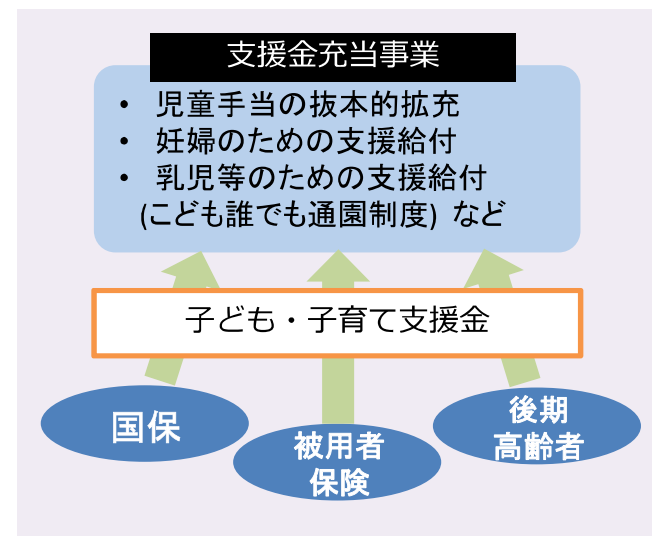 支援金充当事業
• 児童手当の抜本的拡充
• 妊婦のための支援給付
• 乳児等のための支援給付
(こども誰でも通園制度) など
子ども・子育て支援金
国保
被用者
保険
後期
高齢者